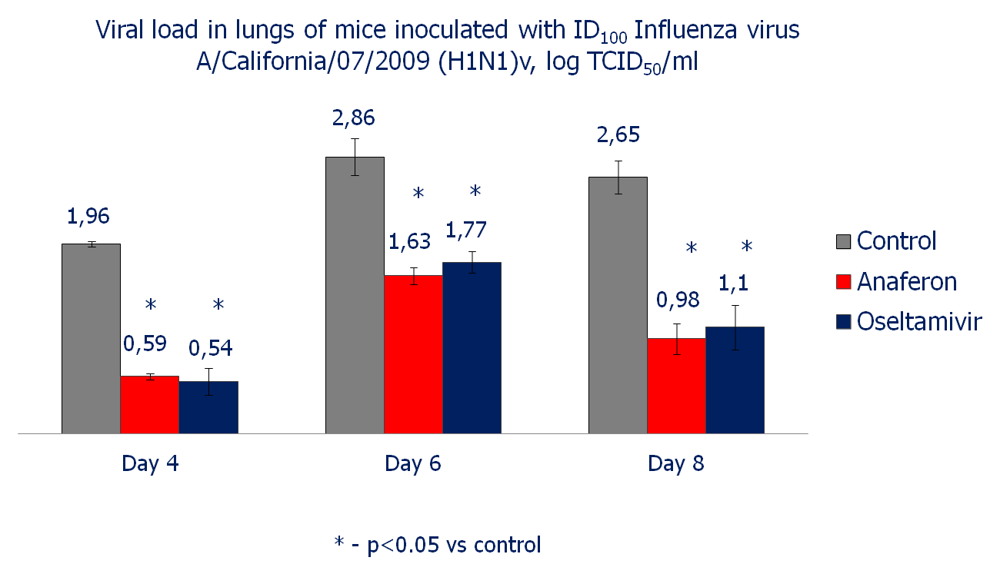 Viral load in lungs of mice inoculated with ID100 Influenza virus
A/California/07/2009 (H1N1)v, log TCID50/ml
2,86
2,65
1,96
* *
1,63 1,77
* *
0,98 1,1
* *
0,59 0,54
Control
Anaferon
Oseltamivir
Day 4 Day 6 Day 8
* - p<0.05 vs control